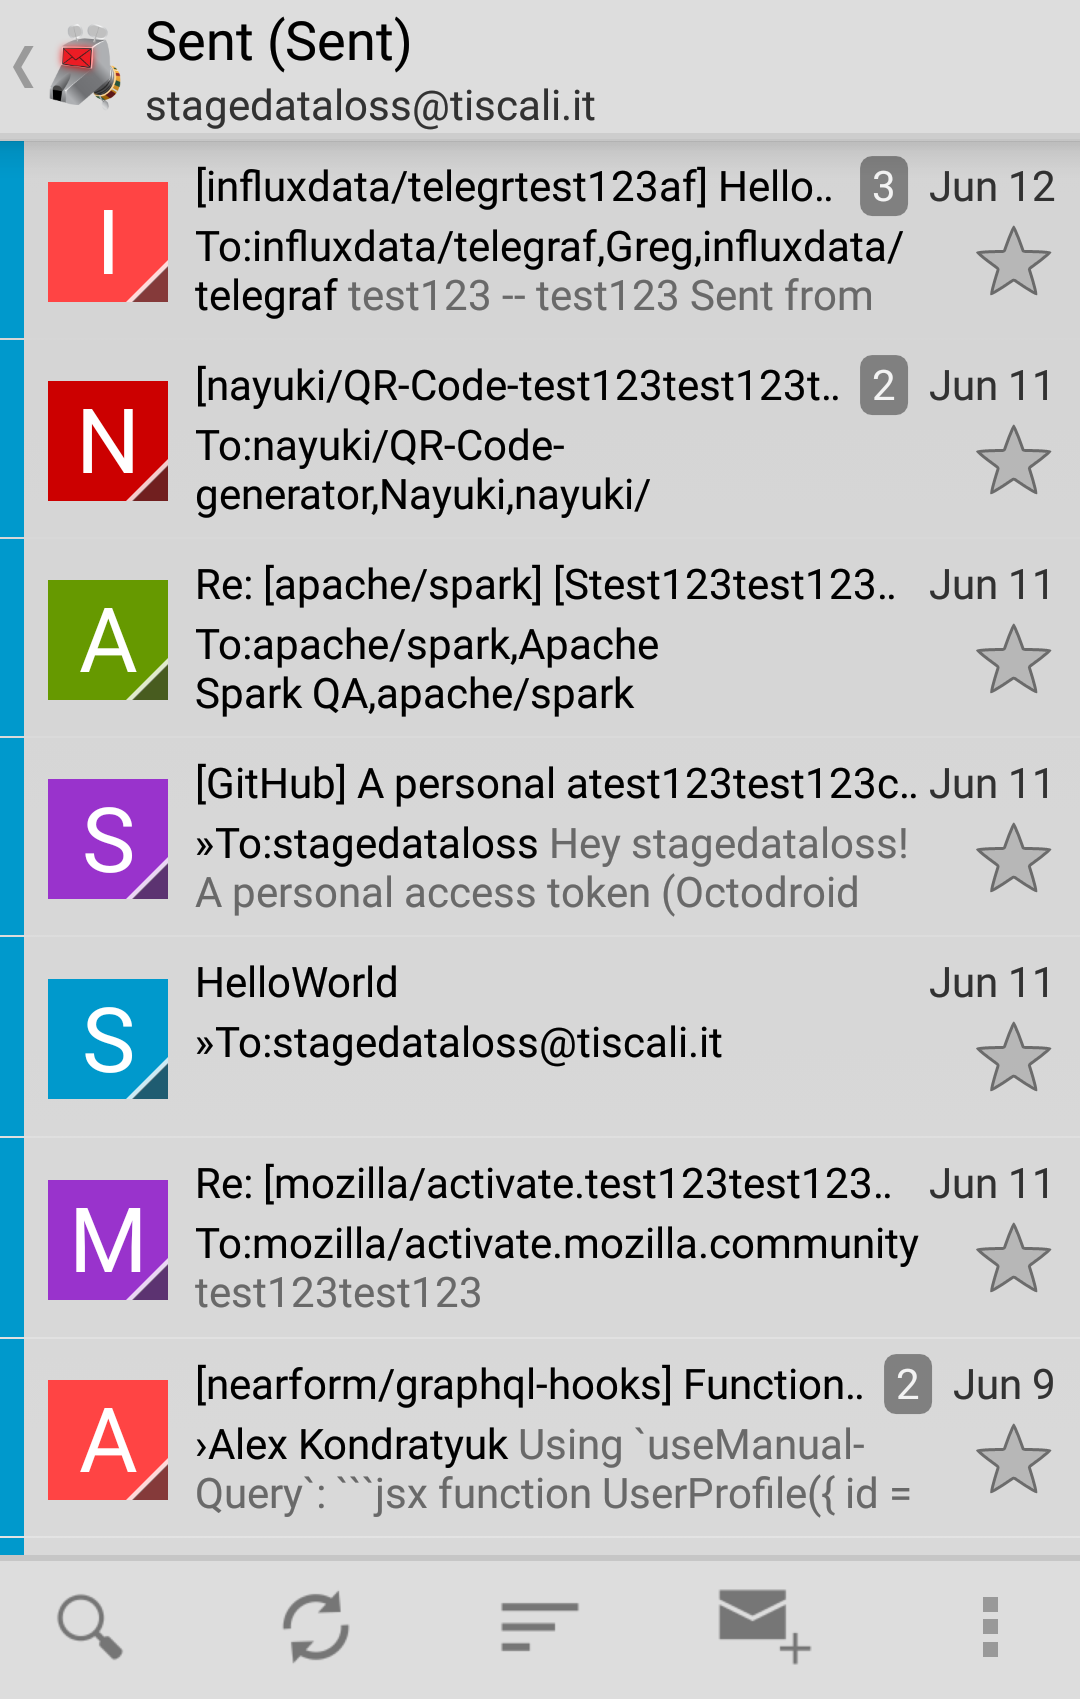 Sent (Sent)
stagedataloss@tiscali.it
I
[influxdata/telegrtest123af] Hello.. 3 Jun 12
To:influxdata/telegraf,Greg,influxdata/
telegraf test123 -- test123 Sent from
N
[nayuki/QR-Code-test123test123t.. 2 Jun 11
To:nayuki/QR-Code-
generator,Nayuki,nayuki/
A
Re: [apache/spark] [Stest123test123.. Jun 11
To:apache/spark,Apache
Spark QA,apache/spark
S
[GitHub] A personal atest123test123c.. Jun 11
»To:stagedataloss Hey stagedataloss!
A personal access token (Octodroid
S
HelloWorld Jun 11
»To:stagedataloss@tiscali.it
M
Re: [mozilla/activate.test123test123.. Jun 11
To:mozilla/activate.mozilla.community
test123test123
A
[nearform/graphql-hooks] Function.. 2 Jun 9
›Alex Kondratyuk Using `useManual-
Query`: ```jsx function UserProfile({ id =